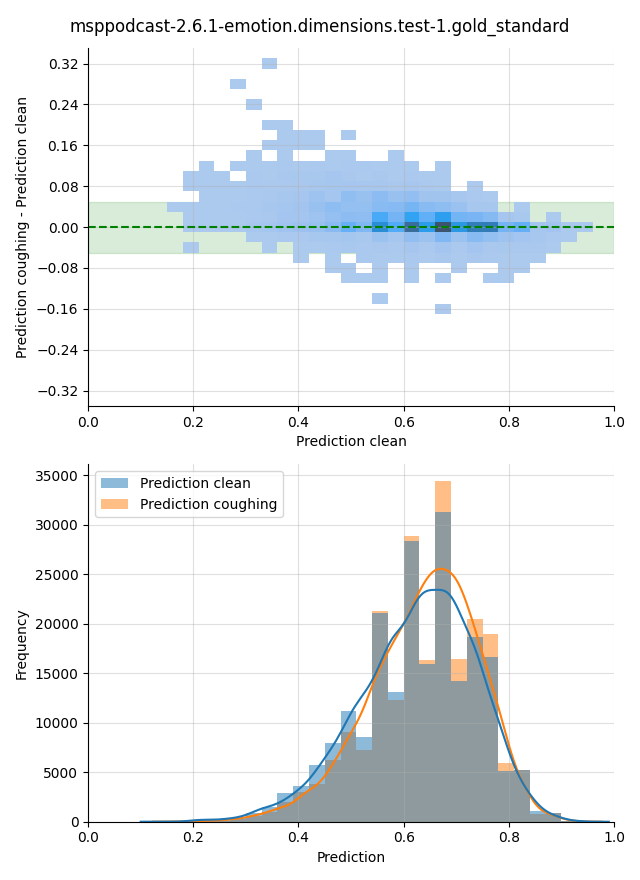 msppodcast-2.6.1-emotion.dimensions.test-1.gold_standard
0.32
0.24
0.16
0.08
0.00
−0.08
−0.16
−0.24
−0.32
Prediction coughing - Prediction clean
0.0 0.2 0.4 0.6 0.8 1.0
Prediction clean
35000
30000
25000
20000
15000
10000
5000
0
Frequency
Prediction clean
Prediction coughing
0.0 0.2 0.4 0.6 0.8 1.0
Prediction